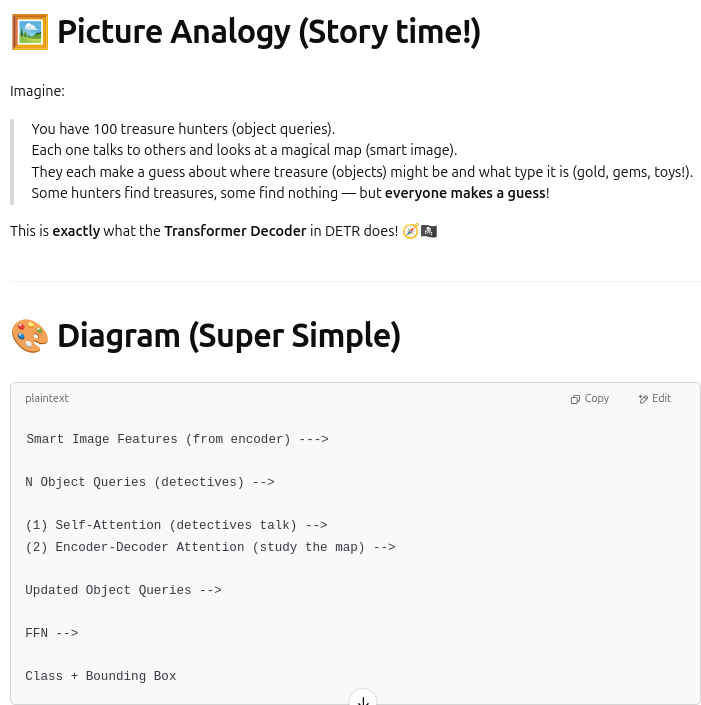 🖼️ Picture Analogy (Story time!)
Imagine:
You have 100 treasure hunters (object queries).
Each one talks to others and looks at a magical map (smart image).
They each make a guess about where treasure (objects) might be and what type it is (gold, gems, toys!).
Some hunters find treasures, some find nothing — but everyone makes a guess!
This is exactly what the Transformer Decoder in DETR does! 🧭🏴‍☠️
🎨 Diagram (Super Simple)
plaintext Copy Edit
Smart Image Features (from encoder) --->
N Object Queries (detectives) -->
(1) Self-Attention (detectives talk) -->
(2) Encoder-Decoder Attention (study the map) -->
Updated Object Queries -->
FFN -->
Class + Bounding Box